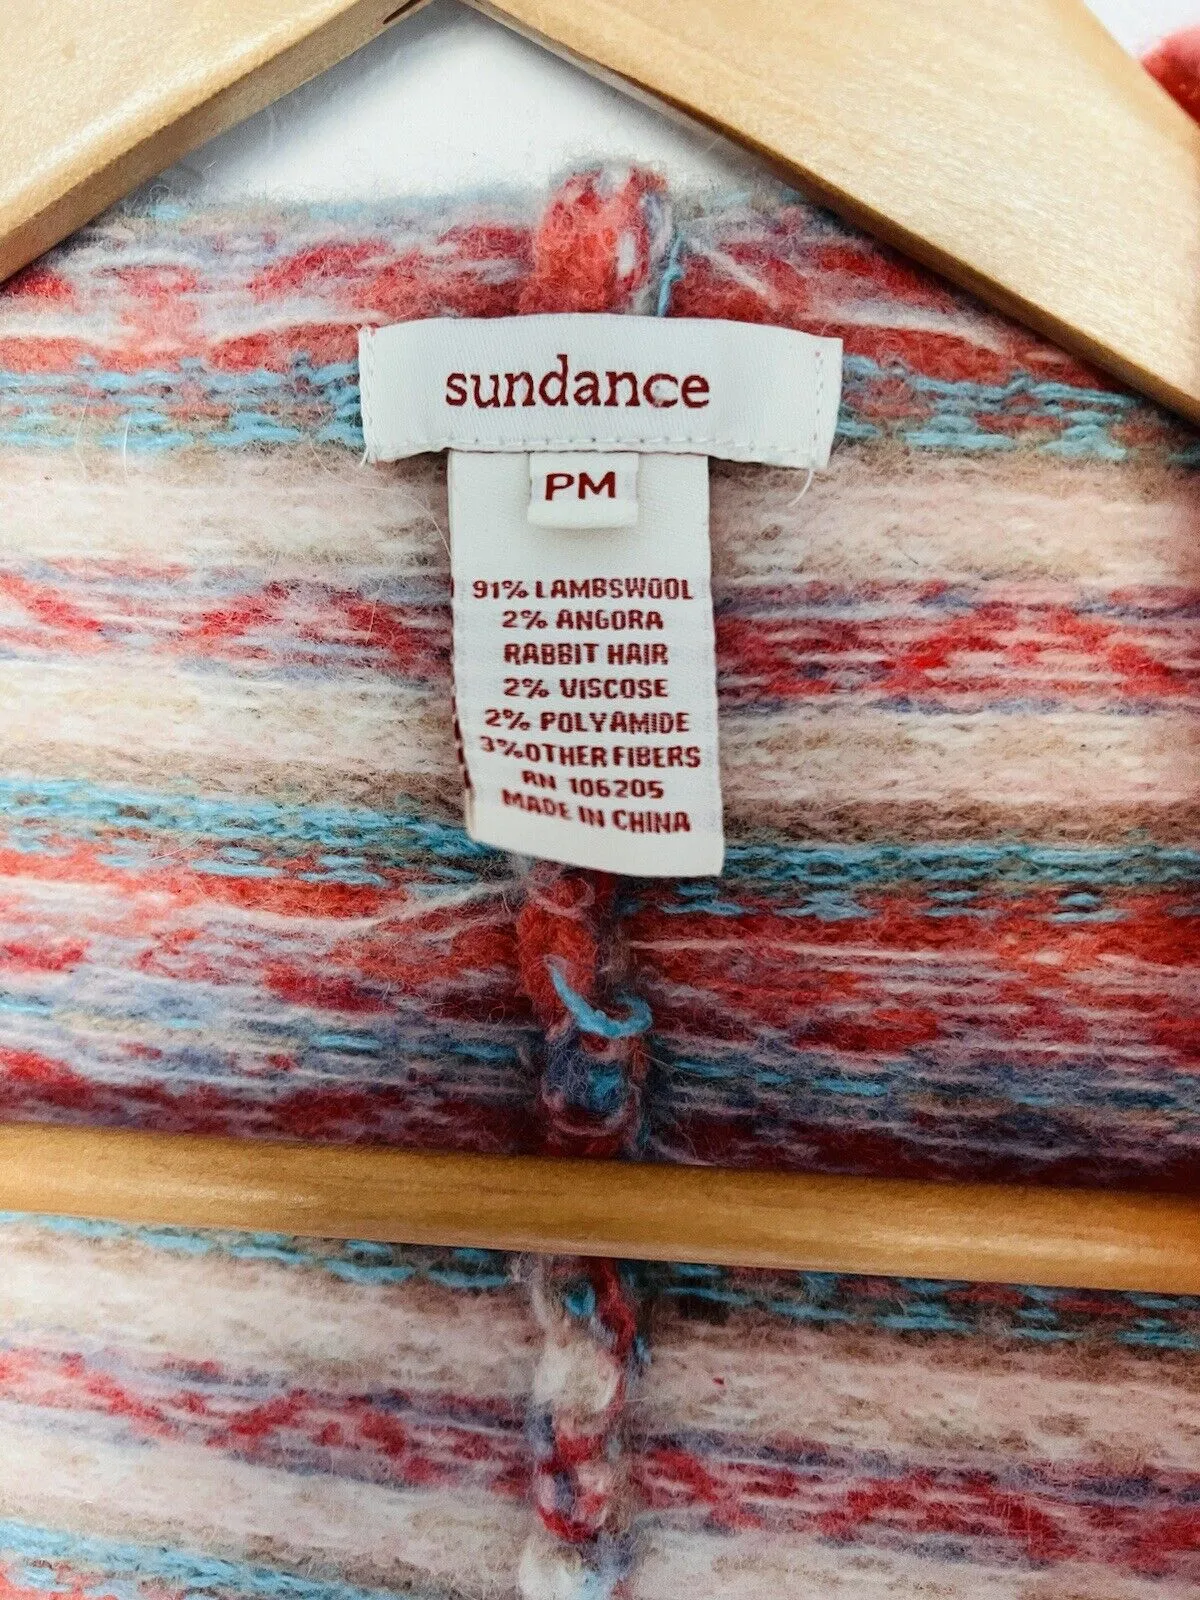 sundance
PM
91% LAMBSWOOL
2% ANGORA
RABBIT HAIR
2% VISCOSE
2% POLYAMIDE
3%OTHER FIBERS
RN 106205
MADE IN CHINA